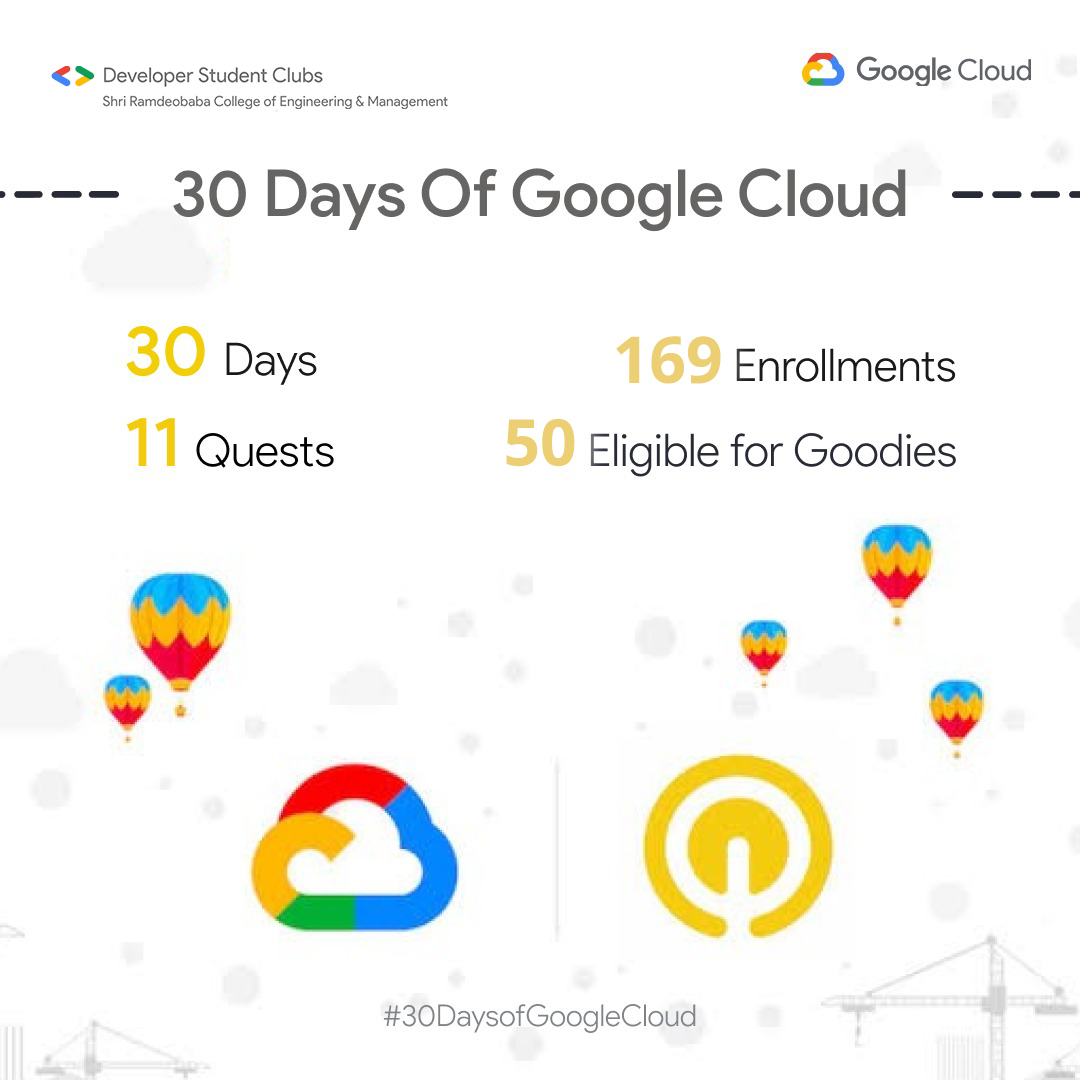 Developer Student Clubs
Shri Ramdeobaba College of Engineering & Management
Google Cloud
30 Days Of Google Cloud
30 Days
169 Enrollments
11 Quests
50 Eligible for Goodies
#30DaysofGoogleCloud